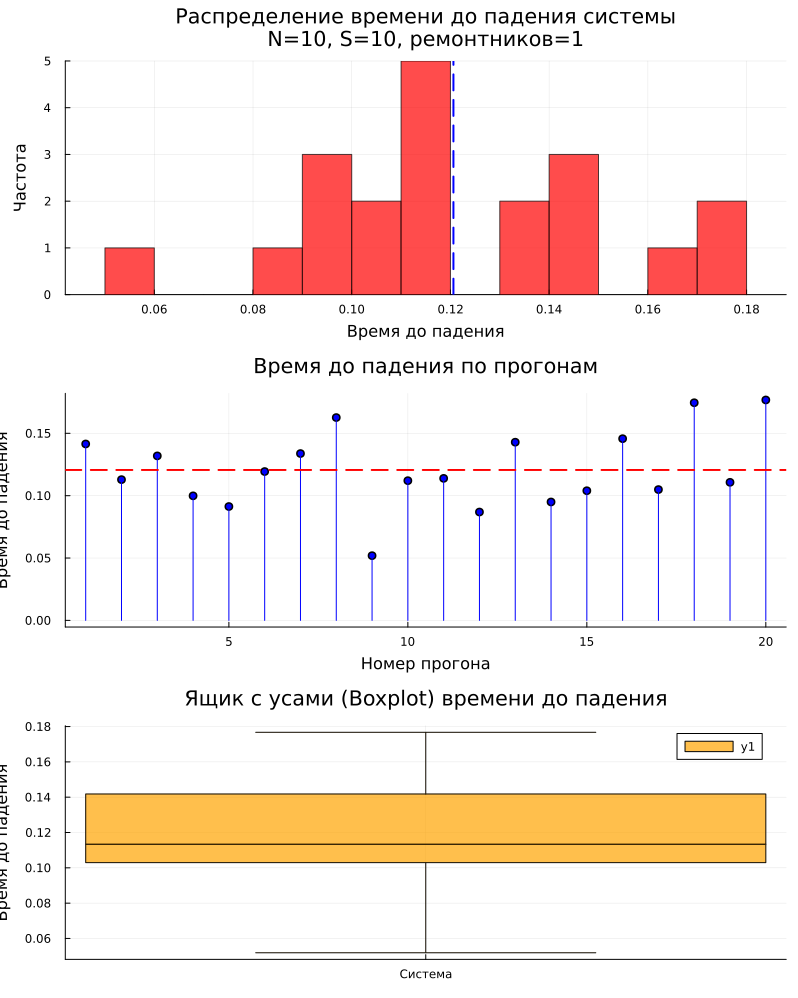 Распределение времени до падения системы
N=10, S=10, ремонтников=1
Частота
5
4
3
2
1
0
0.06 0.08 0.10 0.12 0.14 0.16 0.18
Время до падения
Время до падения по прогонам
Время до падения
0.15
0.10
0.05
0.00
5 10 15 20
Номер прогона
Ящик с усами (Boxplot) времени до падения
Время до падения
0.18
0.16
0.14
0.12
0.10
0.08
0.06
y1
Система